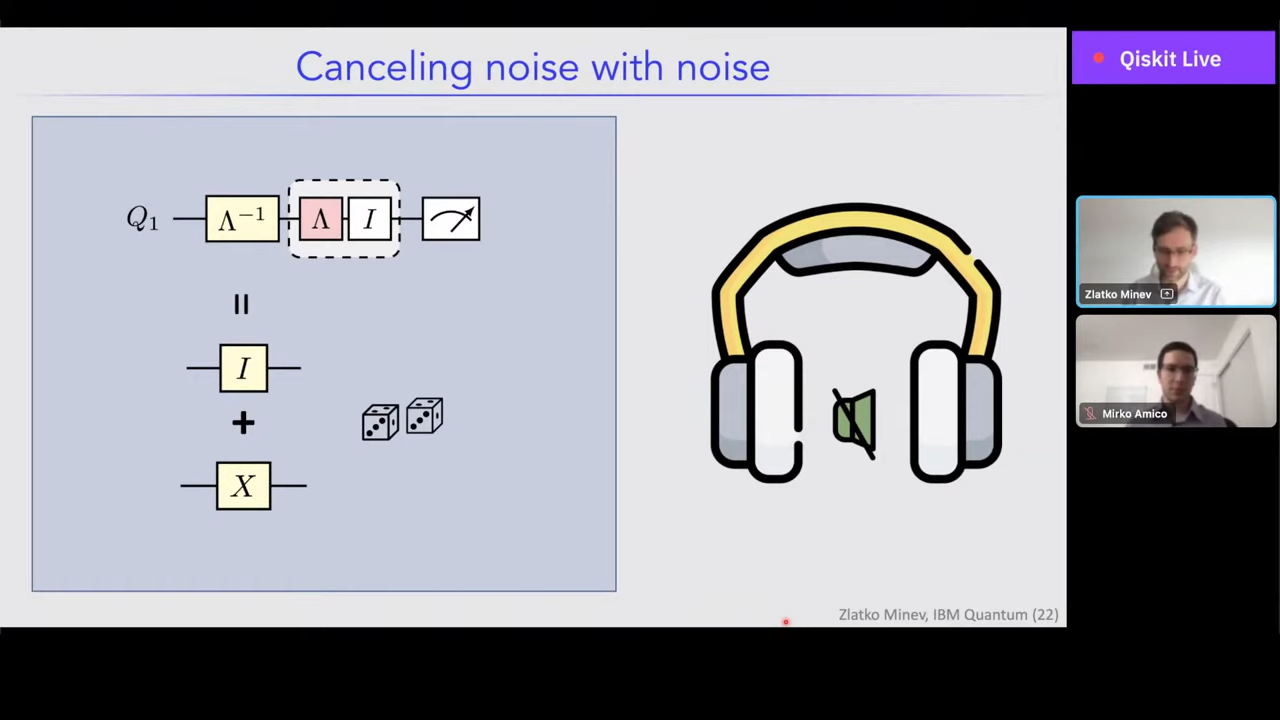 Canceling noise with noise
Qiskit Live
Q₁ Λ⁻¹ Λ I
=
I
+
X
Zlatko Minev
Mirko Amico
Zlatko Minev, IBM Quantum (22)